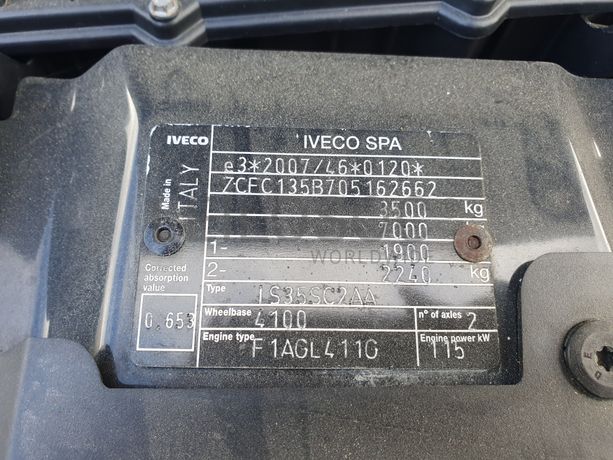 IVECO IVECO SPA
e3*2007/46*0120*
ZCFC135B705162662
3500 kg
7000
1- 1900
2- 2240 kg
Made in ITALY
Corrected absorption value
0.653
Type IS35SC2AA
Wheelbase 4100 n° of axles 2
Engine type F1AGL411G Engine power kW 115